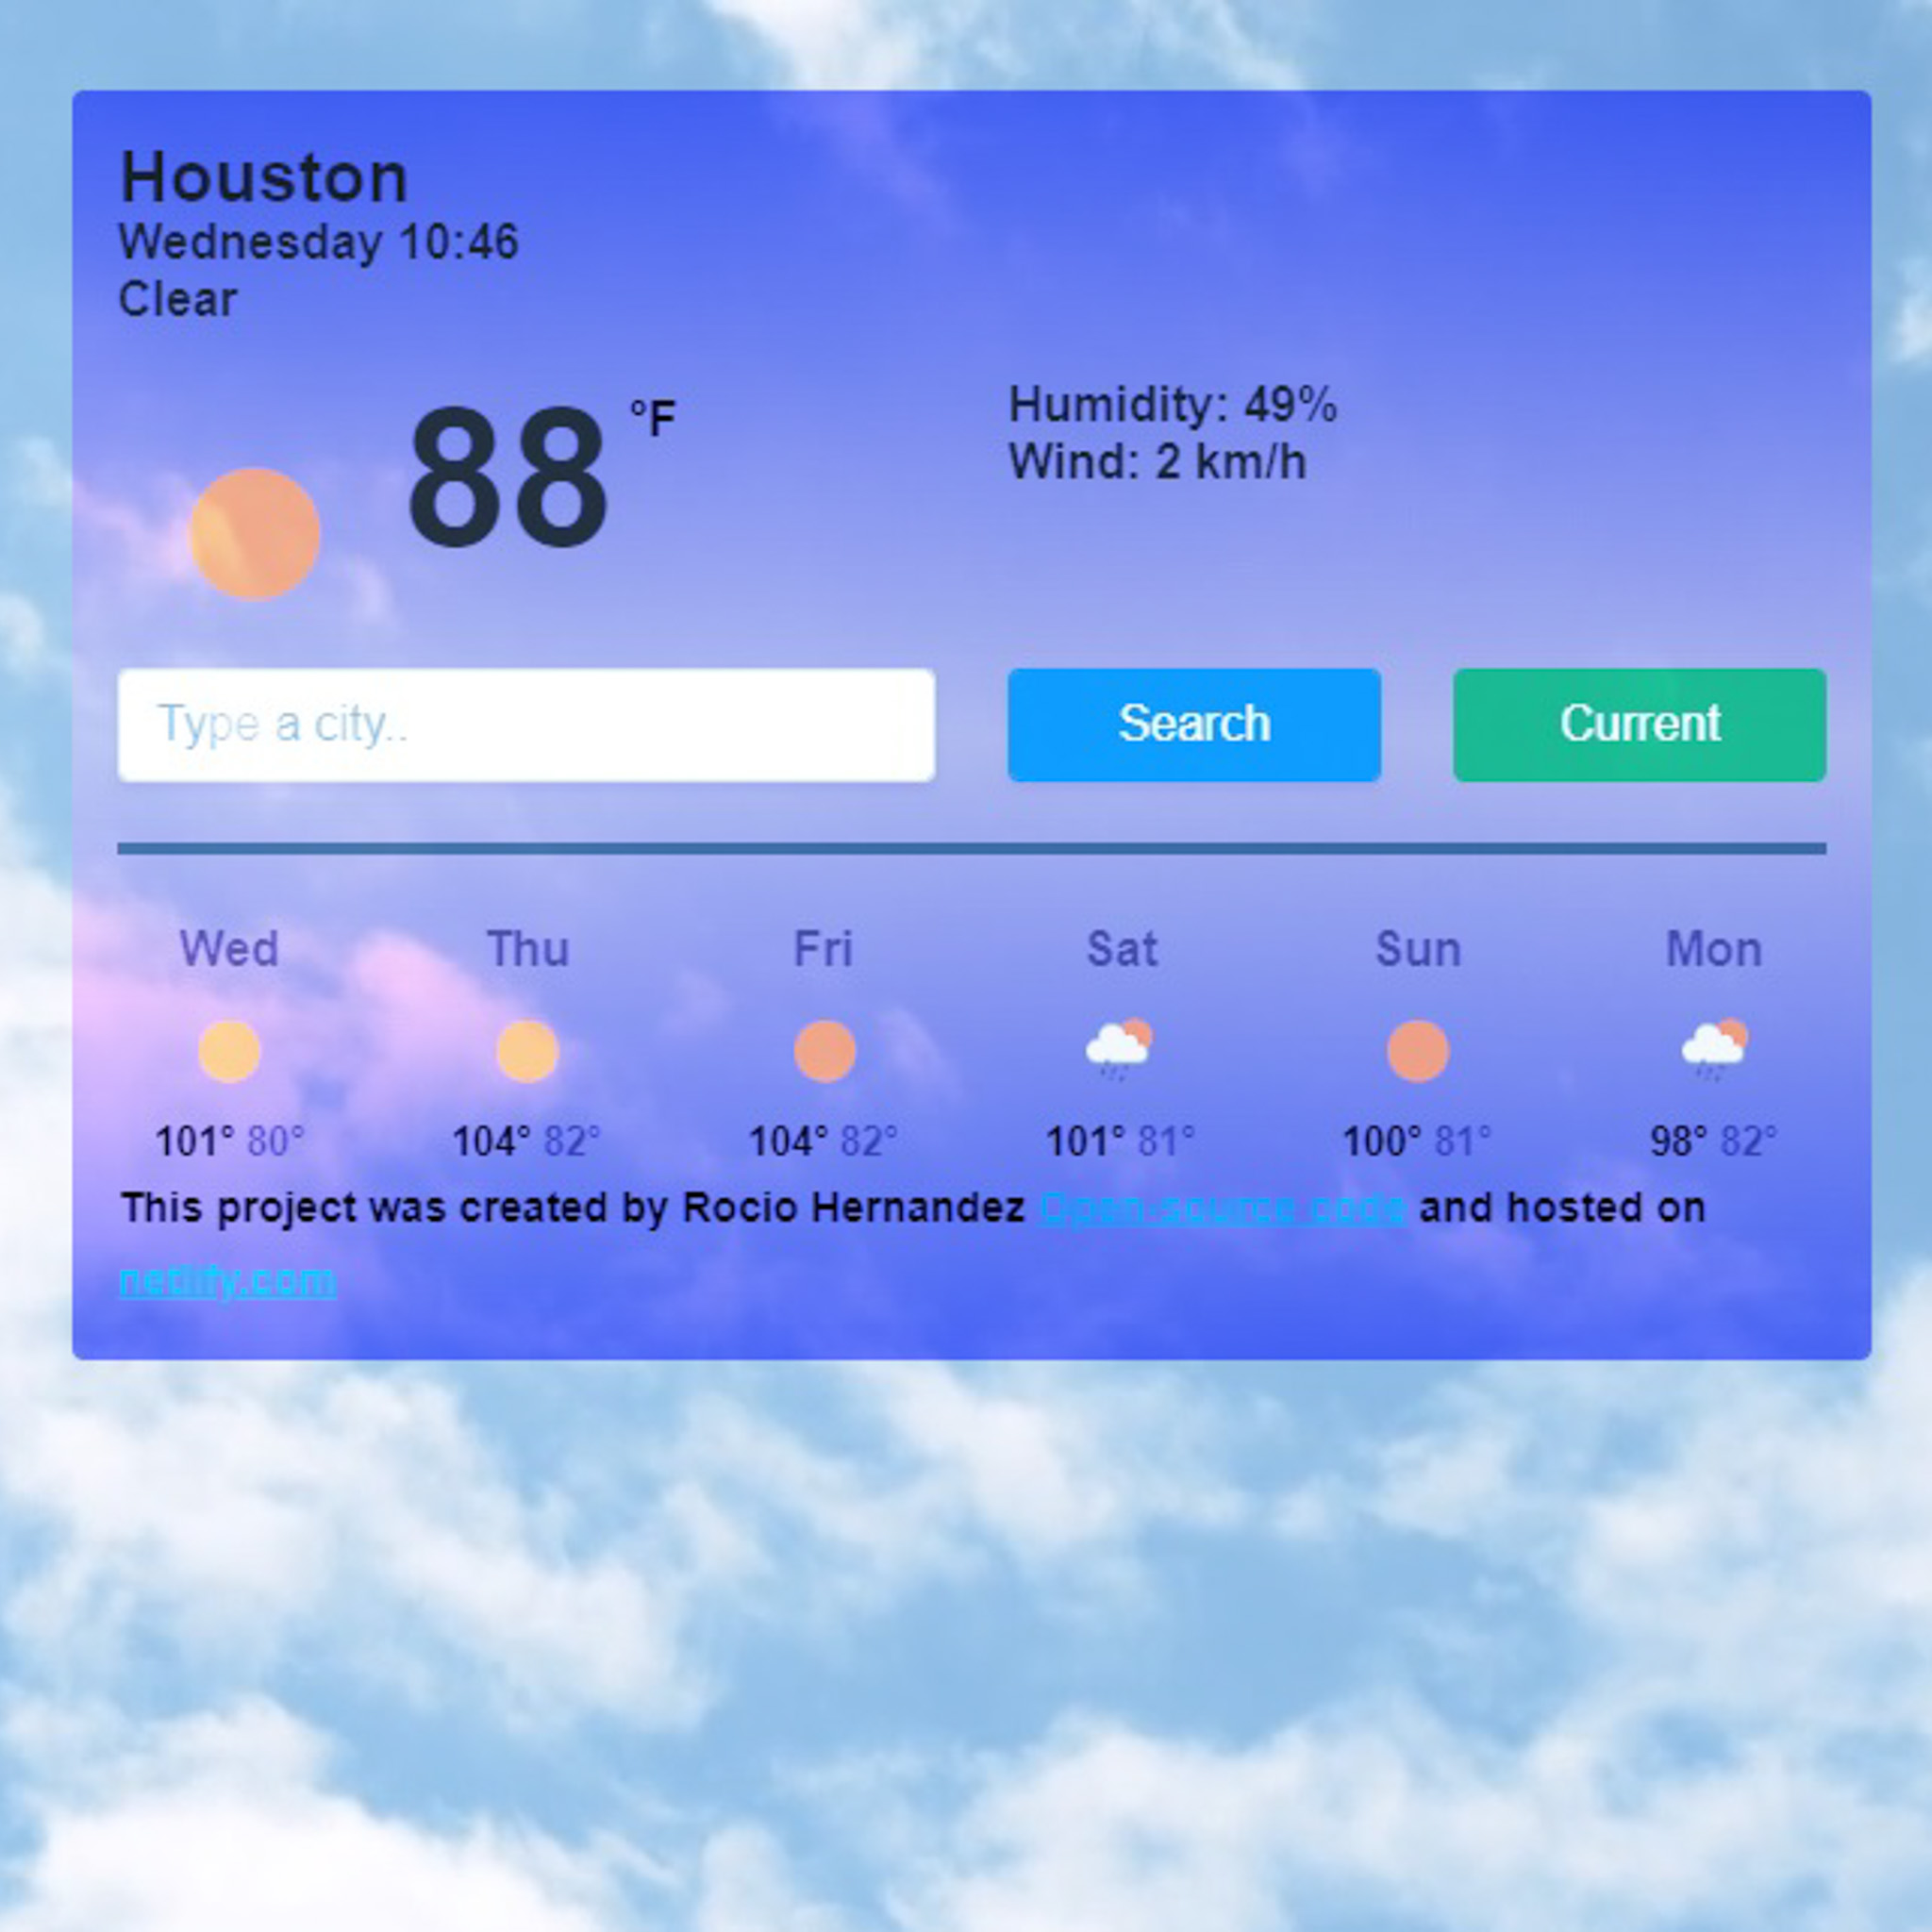 Houston
Wednesday 10:46
Clear
88 °F
Humidity: 49%
Wind: 2 km/h
Type a city..
Search
Current
Wed Thu Fri Sat Sun Mon
101° 80° 104° 82° 104° 82° 101° 81° 100° 81° 98° 82°
This project was created by Rocio Hernandez Open-source code and hosted on
netlify.com